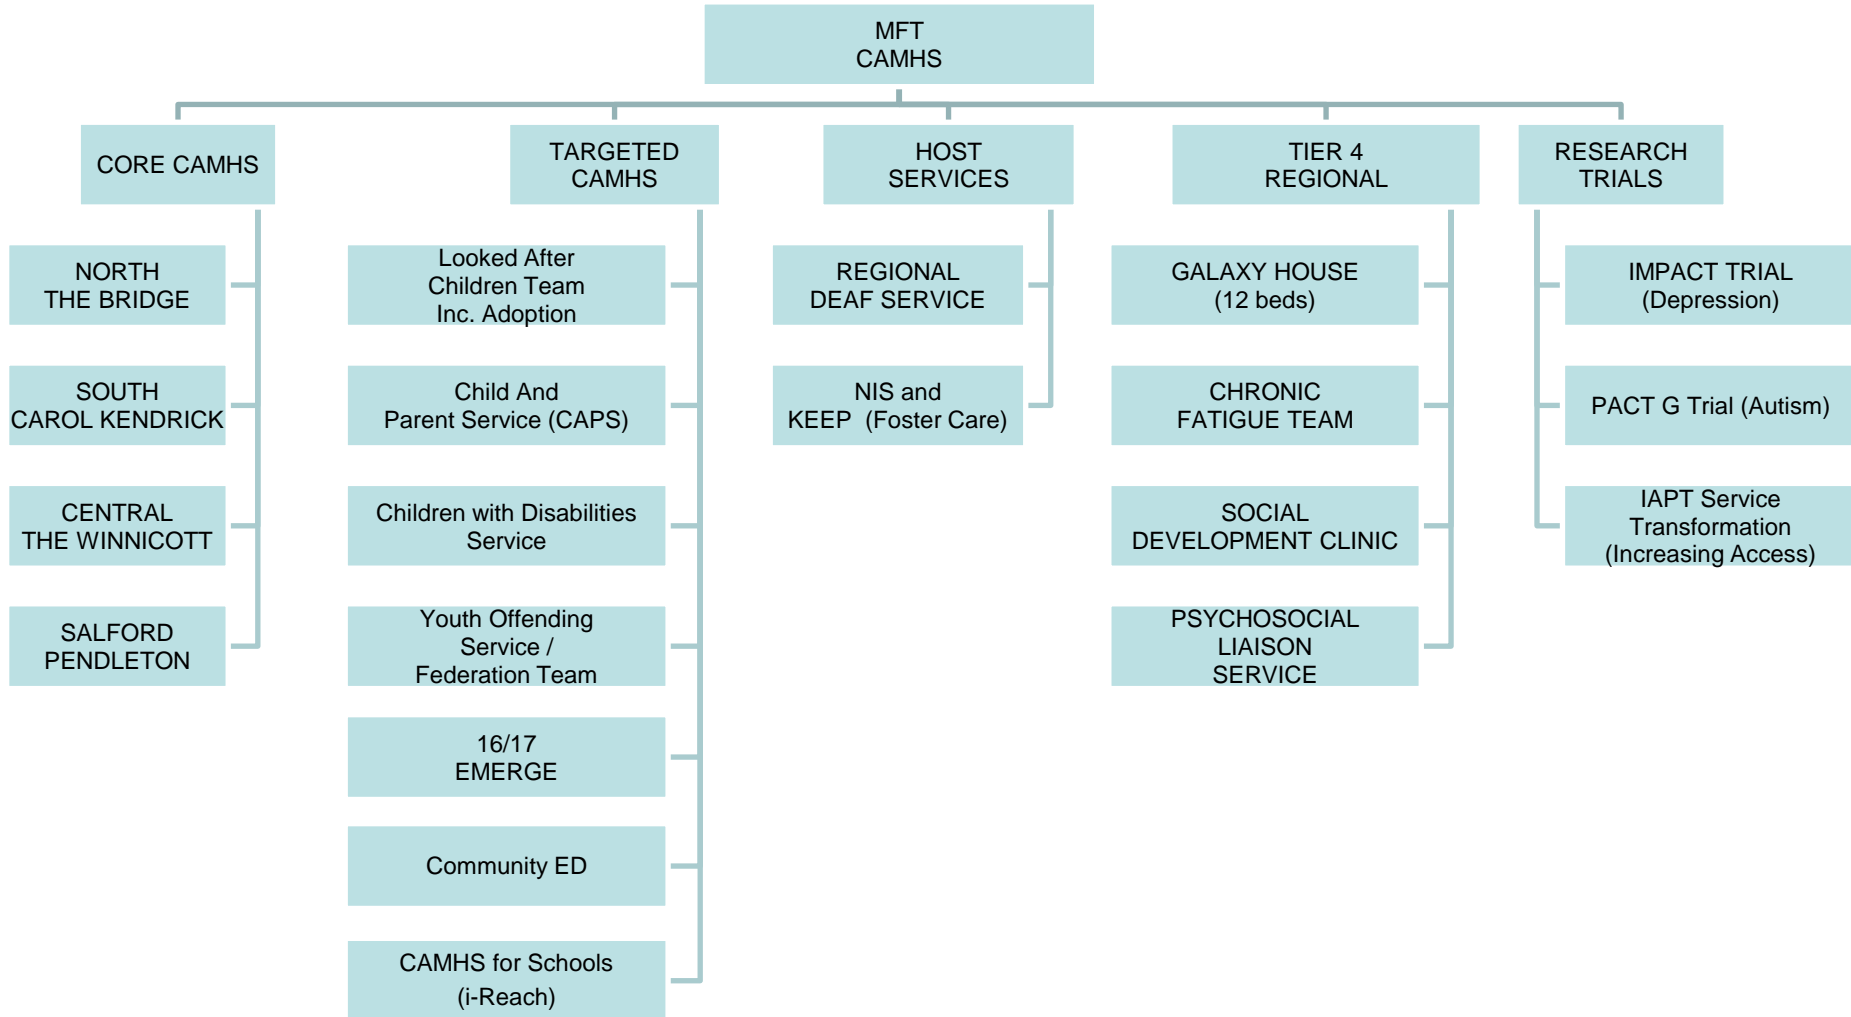 MFT
CAMHS
CORE CAMHS
NORTH
THE BRIDGE
SOUTH
CAROL KENDRICK
CENTRAL
THE WINNICOTT
SALFORD
PENDLETON
TARGETED
CAMHS
Looked After
Children Team
Inc. Adoption
Child And
Parent Service (CAPS)
Children with Disabilities
Service
Youth Offending
Service /
Federation Team
16/17
EMERGE
Community ED
CAMHS for Schools
(i-Reach)
HOST
SERVICES
REGIONAL
DEAF SERVICE
NIS and
KEEP (Foster Care)
TIER 4
REGIONAL
GALAXY HOUSE
(12 beds)
CHRONIC
FATIGUE TEAM
SOCIAL
DEVELOPMENT CLINIC
PSYCHOSOCIAL
LIAISON
SERVICE
RESEARCH
TRIALS
IMPACT TRIAL
(Depression)
PACT G Trial (Autism)
IAPT Service
Transformation
(Increasing Access)